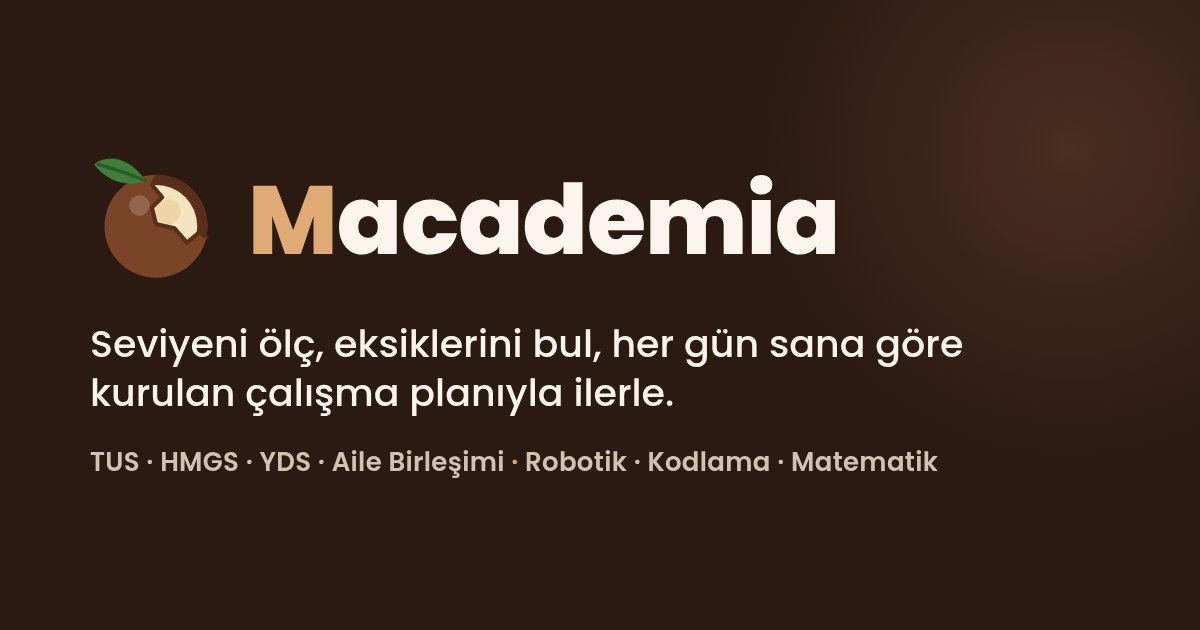 Macademia
Seviyeni ölç, eksiklerini bul, her gün sana göre
kurulan çalışma planıyla ilerle.
TUS · HMGS · YDS · Aile Birleşimi · Robotik · Kodlama · Matematik